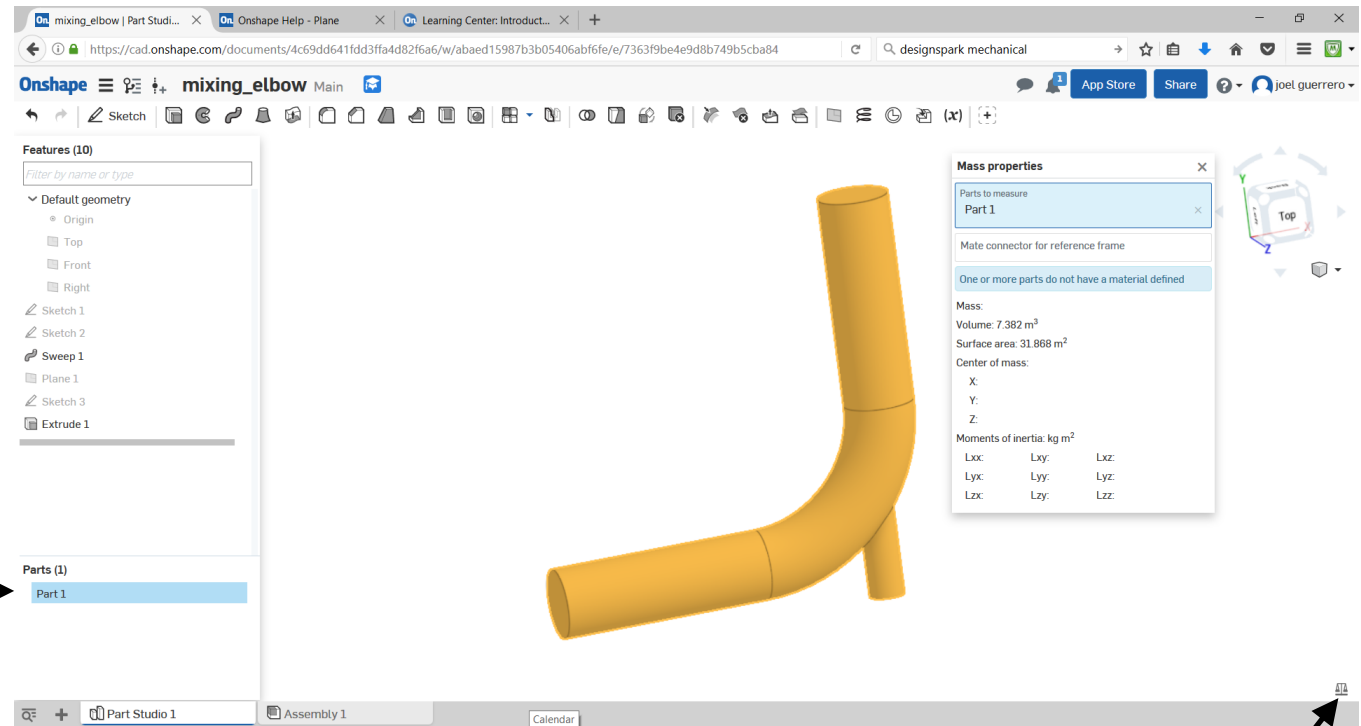 mixing_elbow | Part Studi... Onshape Help - Plane Learning Center: Introduct...
https://cad.onshape.com/documents/4c69dd641fdd3ffa4d82f6a6/w/abaed15987b3b05406abf6fe/e/7363f9be4e9d8b749b5cba84 designspark mechanical
Onshape mixing_elbow Main 1 App Store Share joel guerrero
Sketch (x)
Features (10)
Filter by name or type
Default geometry
Origin
Top
Front
Right
Sketch 1
Sketch 2
Sweep 1
Plane 1
Sketch 3
Extrude 1
Parts (1)
Part 1
Mass properties
Parts to measure
Part 1
Mate connector for reference frame
One or more parts do not have a material defined
Mass:
Volume: 7.382 m³
Surface area: 31.868 m²
Center of mass:
X:
Y:
Z:
Moments of inertia: kg m²
Lxx: Lxy: Lxz:
Lyx: Lyy: Lyz:
Lzx: Lzy: Lzz:
Y
Top
X
Z
Part Studio 1 Assembly 1
Calendar